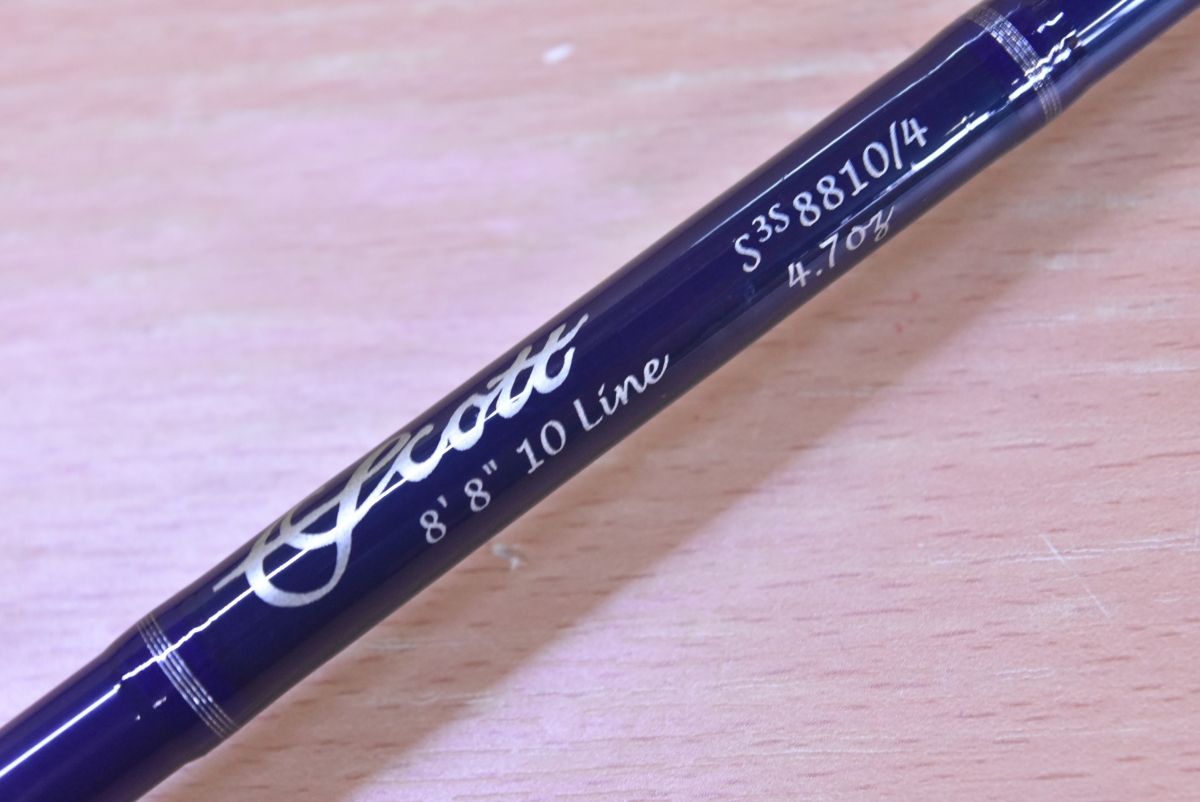 Scott
8' 8" 10 Line
S3S 8810/4
4.7oz